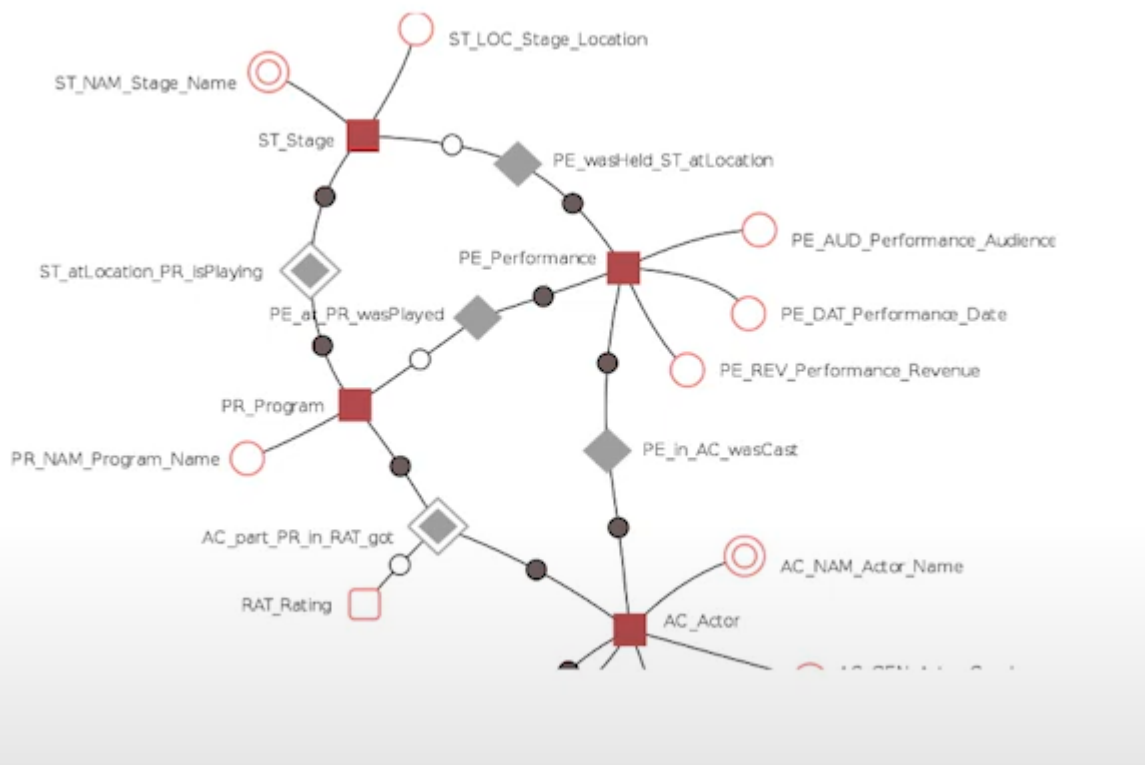 ST_LOC_Stage_Location
ST_NAM_Stage_Name
ST_Stage
PE_wasHeld_ST_atLocation
PE_AUD_Performance_Audience
PE_Performance
ST_atLocation_PR_isPlaying
PE_at_PR_wasPlayed
PE_DAT_Performance_Date
PE_REV_Performance_Revenue
PR_Program
PE_in_AC_wasCast
PR_NAM_Program_Name
AC_part_PR_in_RAT_got
AC_NAM_Actor_Name
RAT_Rating
AC_Actor